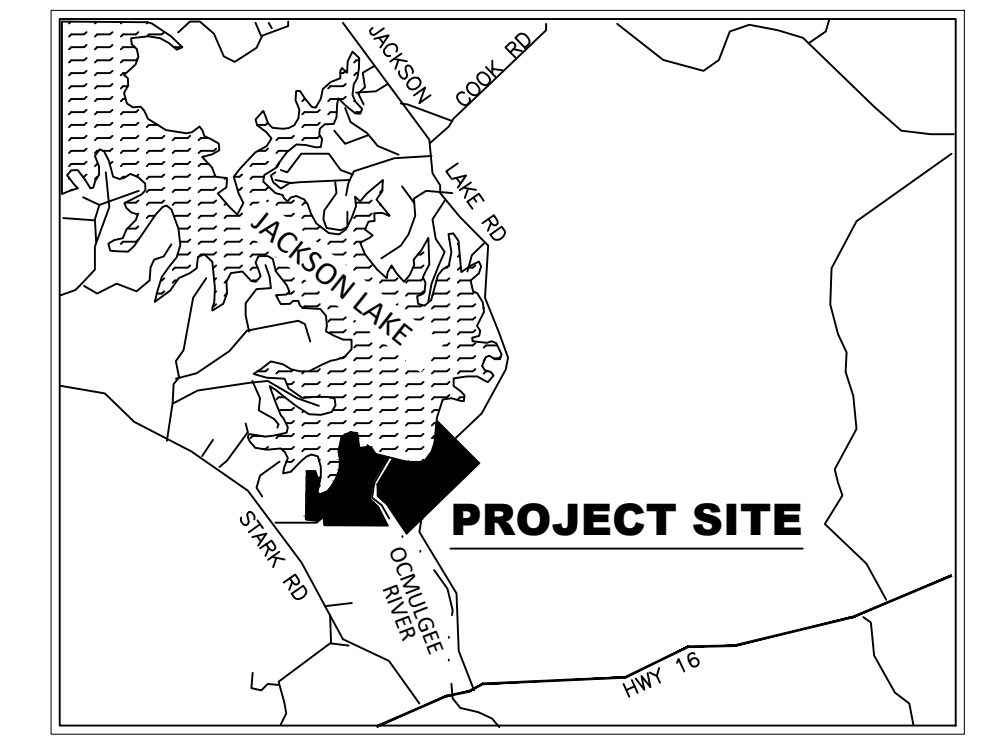 JACKSON
COOK RD
LAKE RD
JACKSON LAKE
PROJECT SITE
STARK RD
OCMULGEE
RIVER
HWY 16